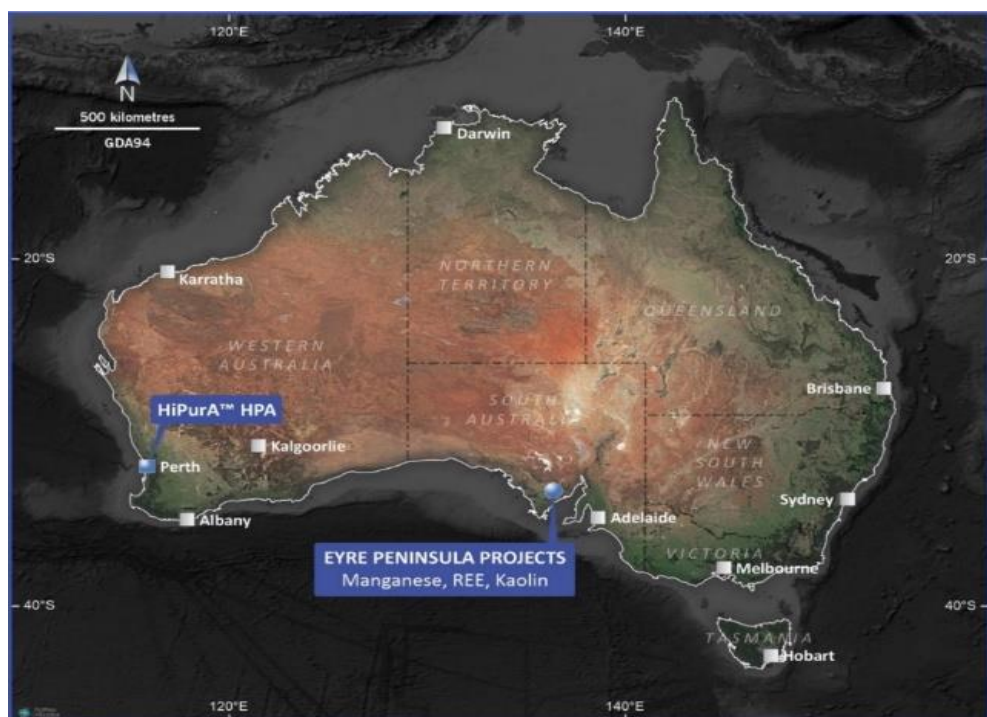 120°E
140°E
N
500 kilometres
GDA94
Darwin
20°S
20°S
Karratha
NORTHERN
TERRITORY
QUEENSLAND
WESTERN
AUSTRALIA
Brisbane
HiPurA™ HPA
SOUTH
AUSTRALI
Kalgoorlie
Perth
NEW
SOUTH
WALES
Sydney
Albany
Adelaide
EYRE PENINSULA PROJECTS
Manganese, REE, Kaolin
VICTORIA
Melbourne
40°S
40°S
TASMANIA
Hobart
120°E
140°E